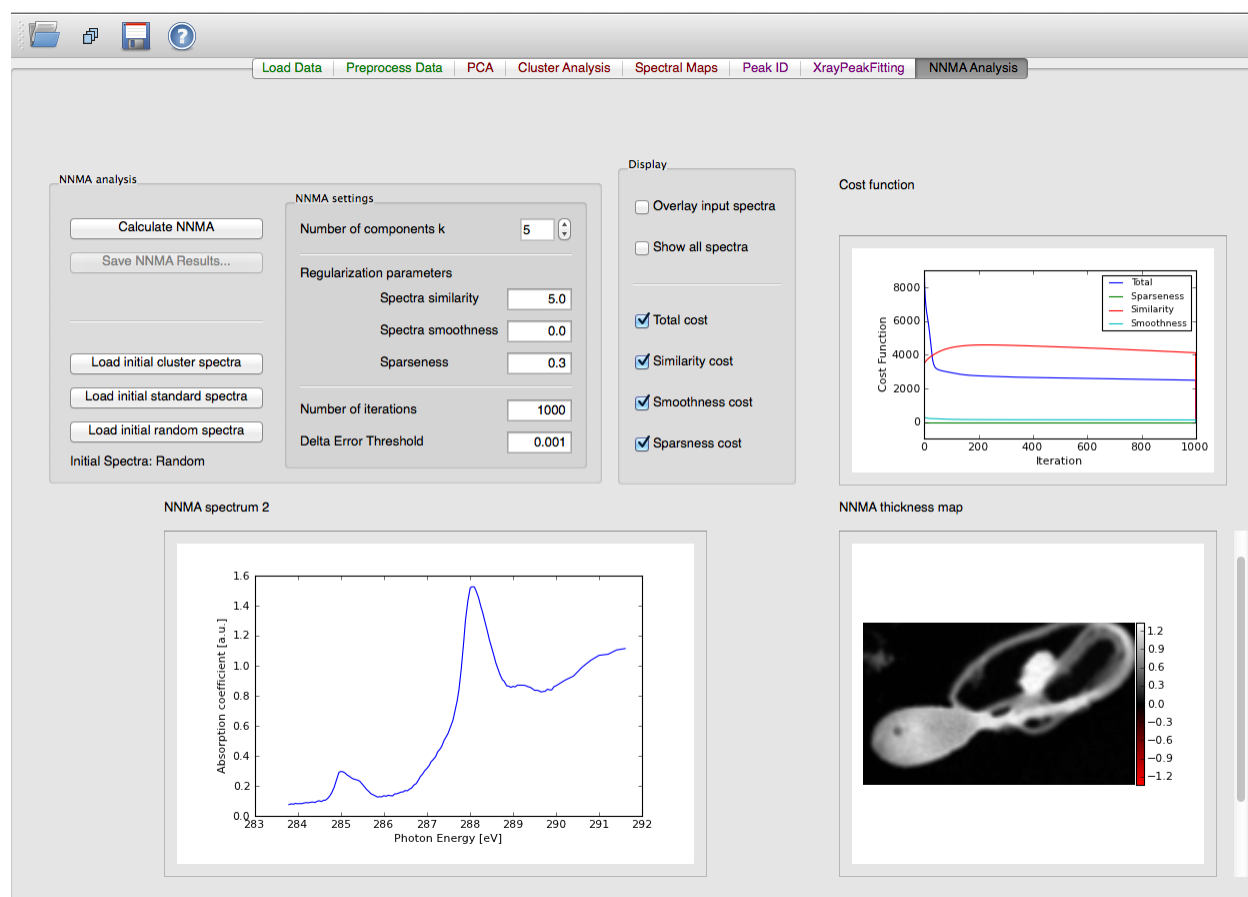 Load Data
Preprocess Data
PCA
Cluster Analysis
Spectral Maps
Peak ID
XrayPeakFitting
NNMA Analysis
NNMA analysis
Calculate NNMA
Save NNMA Results...
Load initial cluster spectra
Load initial standard spectra
Load initial random spectra
Initial Spectra: Random
NNMA settings
Number of components k
5
Regularization parameters
Spectra similarity
5.0
Spectra smoothness
0.0
Sparseness
0.3
Number of iterations
1000
Delta Error Threshold
0.001
Display
Overlay input spectra
Show all spectra
Total cost
Similarity cost
Smoothness cost
Sparsness cost
Cost function
8000
6000
4000
2000
0
Cost Function
Total
Sparseness
Similarity
Smoothness
0 200 400 600 800 1000
Iteration
NNMA spectrum 2
1.6
1.4
1.2
1.0
0.8
0.6
0.4
0.2
0.0
Absorption coefficient [a.u.]
283 284 285 286 287 288 289 290 291 292
Photon Energy [eV]
NNMA thickness map
1.2
0.9
0.6
0.3
0.0
−0.3
−0.6
−0.9
−1.2